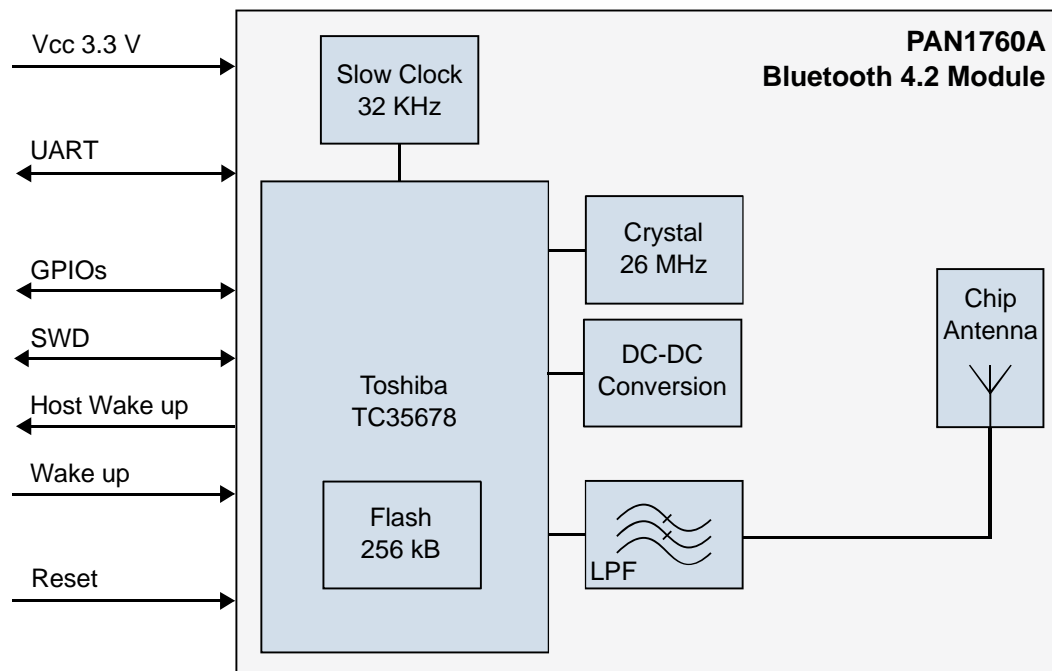 PAN1760A
Bluetooth 4.2 Module
Vcc 3.3 V
UART
GPIOs
SWD
Host Wake up
Wake up
Reset
Slow Clock
32 KHz
Toshiba
TC35678
Flash
256 kB
Crystal
26 MHz
DC-DC
Conversion
LPF
Chip
Antenna